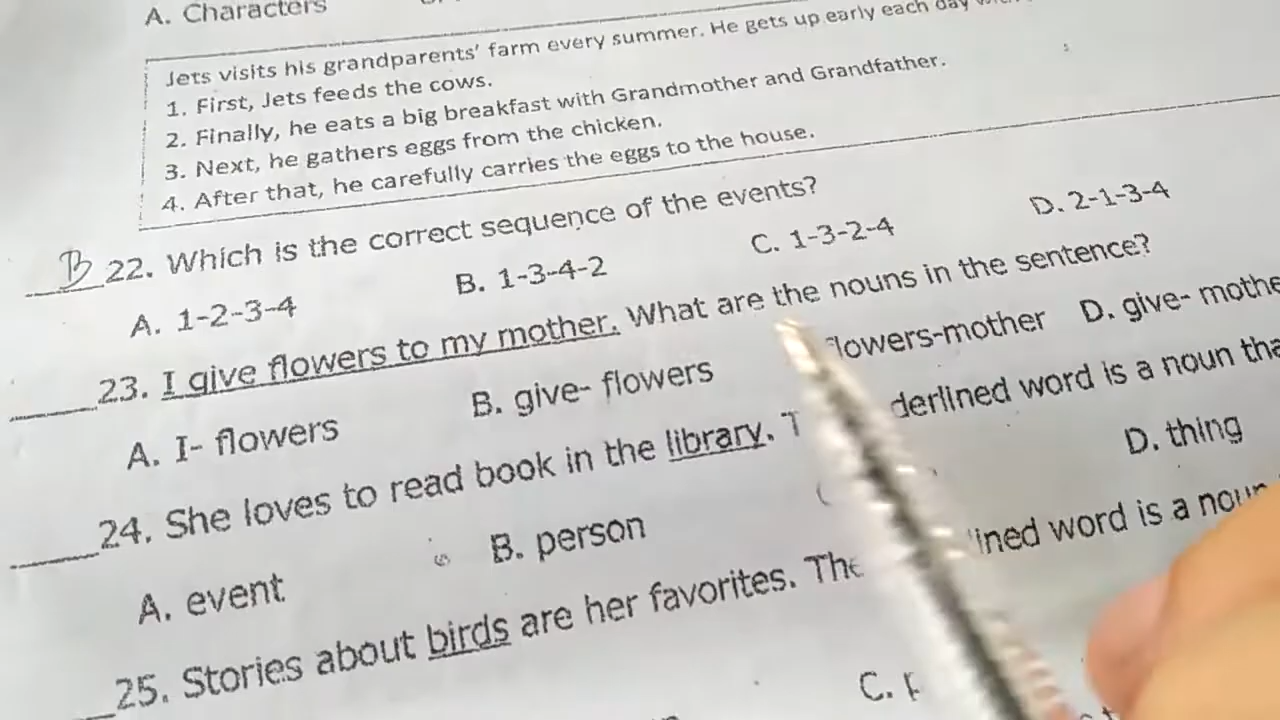 A. Characters
Jets visits his grandparents' farm every summer. He gets up early each day
1. First, Jets feeds the cows.
2. Finally, he eats a big breakfast with Grandmother and Grandfather.
3. Next, he gathers eggs from the chicken.
4. After that, he carefully carries the eggs to the house.
B 22. Which is the correct sequence of the events?
A. 1-2-3-4 B. 1-3-4-2 C. 1-3-2-4 D. 2-1-3-4
23. I give flowers to my mother. What are the nouns in the sentence?
A. I- flowers B. give- flowers flowers-mother D. give- mothe
24. She loves to read book in the library. derlined word is a noun tha
A. event B. person D. thing
25. Stories about birds are her favorites. The ined word is a noun
C.